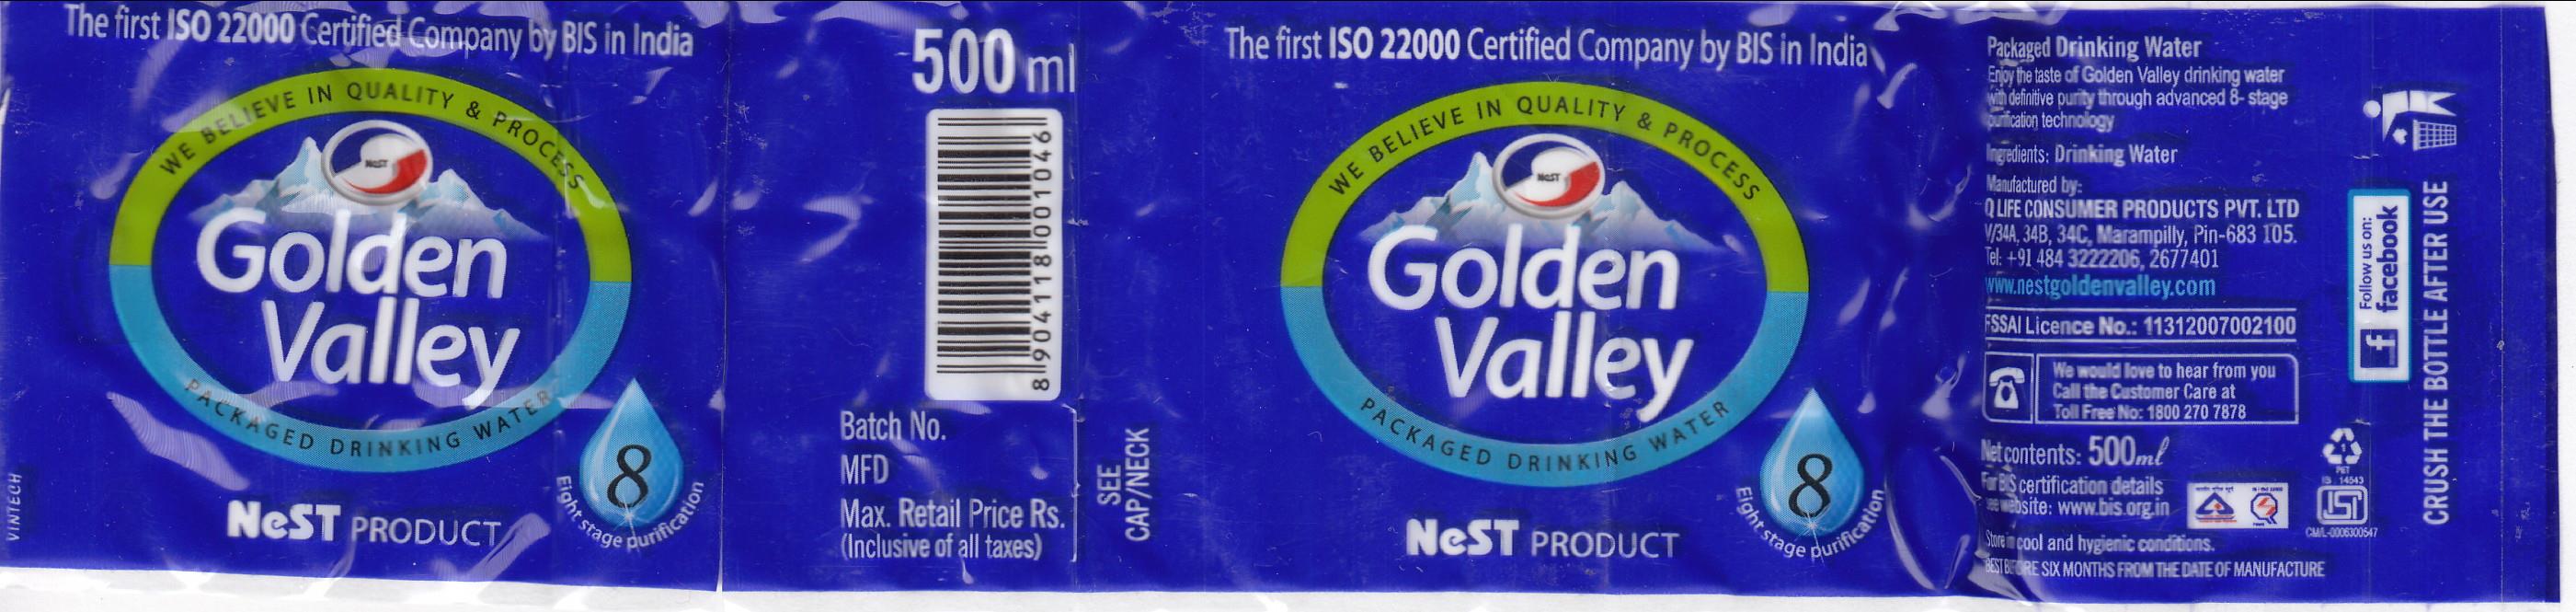 The first ISO 22000 Certified Company by BIS in India
WE BELIEVE IN QUALITY & PROCESS
NeST
Golden
Valley
PACKAGED DRINKING WATER
8
Eight stage purification
NeST PRODUCT
VINTECH
500 ml
8 904118 001046
Batch No.
MFD
Max. Retail Price Rs.
(Inclusive of all taxes)
SEE
CAP/NECK
The first ISO 22000 Certified Company by BIS in India
WE BELIEVE IN QUALITY & PROCESS
NeST
Golden
Valley
PACKAGED DRINKING WATER
8
Eight stage purification
NeST PRODUCT
Packaged Drinking Water
Enjoy the taste of Golden Valley drinking water
with definitive purity through advanced 8- stage
purification technology
Ingredients: Drinking Water
Manufactured by:
Q LIFE CONSUMER PRODUCTS PVT. LTD
V/34A, 34B, 34C, Marampilly, Pin-683 105.
Tel: +91 484 3222206, 2677401
www.nestgoldenvalley.com
FSSAI Licence No.: 11312007002100
We would love to hear from you
Call the Customer Care at
Toll Free No: 1800 270 7878
Net contents: 500ml
For BIS certification details
see website: www.bis.org.in
Store in cool and hygienic conditions.
BEST BEFORE SIX MONTHS FROM THE DATE OF MANUFACTURE
1
PET
IS 14543
CM/L-0006300547
Follow us on:
f facebook
CRUSH THE BOTTLE AFTER USE